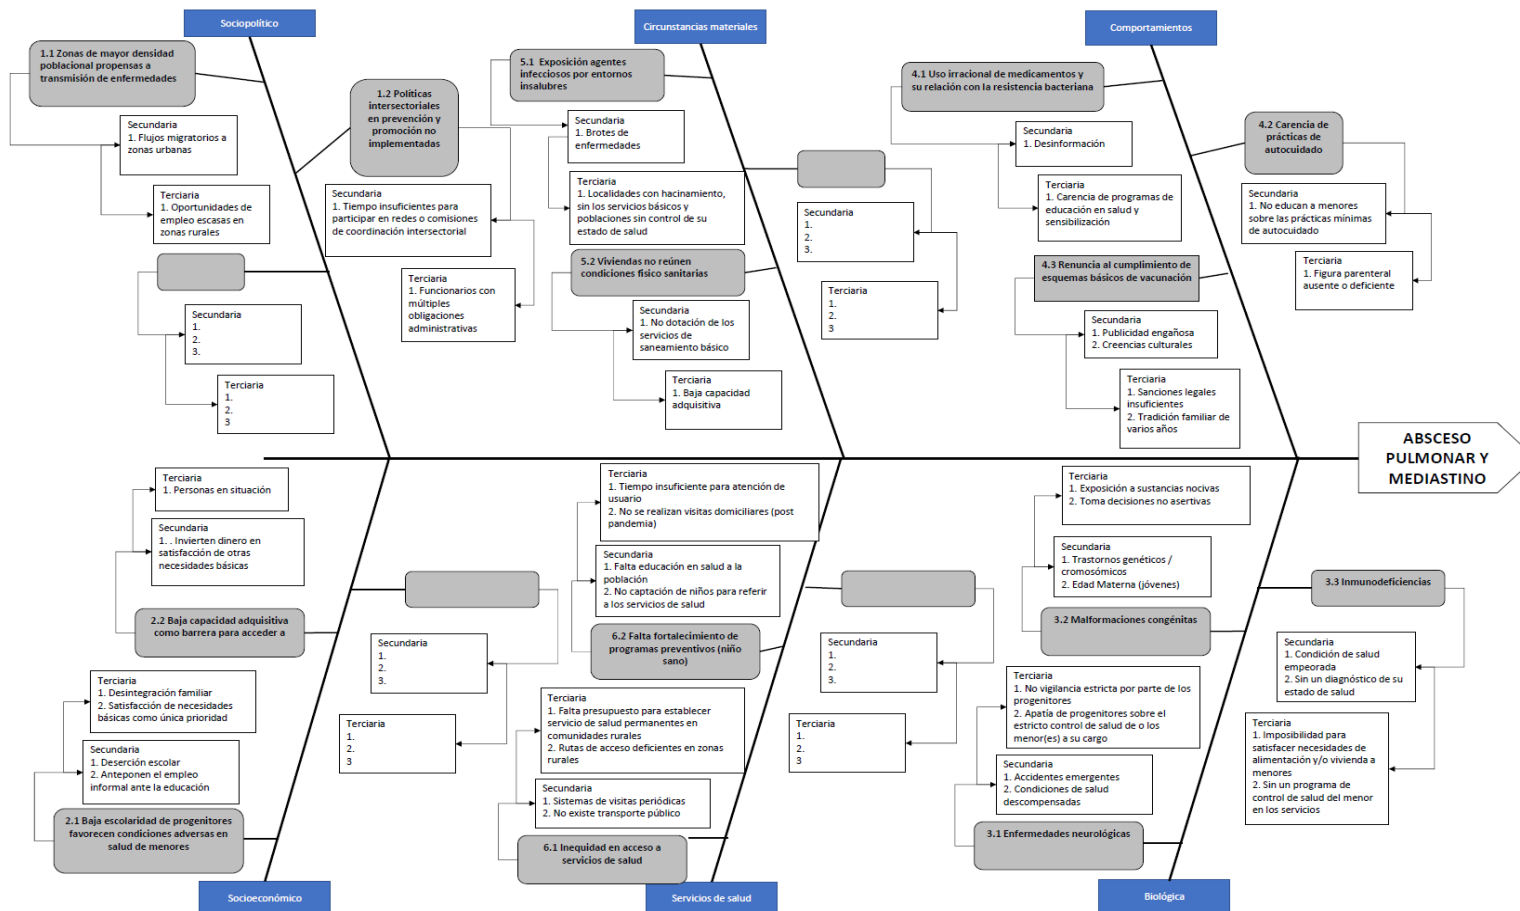 Sociopolítico
1.1 Zonas de mayor densidad
poblacional propensas a
transmisión de enfermedades
Secundaria
1. Flujos migratorios a
zonas urbanas
Terciaria
1. Oportunidades de
empleo escasas en
zonas rurales
1.2 Políticas
intersectoriales
en prevención y
promoción no
implementadas
Secundaria
1. Tiempo insuficientes para
participar en redes o comisiones
de coordinación intersectorial
Terciaria
1. Funcionarios con
múltiples
obligaciones
administrativas
Secundaria
1.
2.
3.
Terciaria
1.
2.
3
Circunstancias materiales
5.1 Exposición agentes
infecciosos por entornos
insalubres
Secundaria
1. Brotes de
enfermedades
Terciaria
1. Localidades con hacinamiento,
sin los servicios básicos y
poblaciones sin control de su
estado de salud
5.2 Viviendas no reúnen
condiciones físico sanitarias
Secundaria
1. No dotación de los
servicios de
saneamiento básico
Terciaria
1. Baja capacidad
adquisitiva
Secundaria
1.
2.
3.
Terciaria
1.
2.
3
Comportamientos
4.1 Uso irracional de medicamentos y
su relación con la resistencia bacteriana
Secundaria
1. Desinformación
Terciaria
1. Carencia de programas de
educación en salud y
sensibilización
4.2 Carencia de
prácticas de
autocuidado
Secundaria
1. No educan a menores
sobre las prácticas mínimas
de autocuidado
Terciaria
1. Figura parenteral
ausente o deficiente
4.3 Renuncia al cumplimiento de
esquemas básicos de vacunación
Secundaria
1. Publicidad engañosa
2. Creencias culturales
Terciaria
1. Sanciones legales
insuficientes
2. Tradición familiar de
varios años
ABSCESO
PULMONAR Y
MEDIASTINO
Terciaria
1. Personas en situación
Secundaria
1. . Invierten dinero en
satisfacción de otras
necesidades básicas
2.2 Baja capacidad adquisitiva
como barrera para acceder a
Terciaria
1. Desintegración familiar
2. Satisfacción de necesidades
básicas como única prioridad
Secundaria
1. Deserción escolar
2. Anteponen el empleo
informal ante la educación
2.1 Baja escolaridad de progenitores
favorecen condiciones adversas en
salud de menores
Socioeconómico
Secundaria
1.
2.
3.
Terciaria
1.
2.
3
Terciaria
1. Tiempo insuficiente para atención de
usuario
2. No se realizan visitas domiciliares (post
pandemia)
Secundaria
1. Falta educación en salud a la
población
2. No captación de niños para referir
a los servicios de salud
6.2 Falta fortalecimiento de
programas preventivos (niño
sano)
Terciaria
1. Falta presupuesto para establecer
servicio de salud permanentes en
comunidades rurales
2. Rutas de acceso deficientes en zonas
rurales
Secundaria
1. Sistemas de visitas periódicas
2. No existe transporte público
6.1 Inequidad en acceso a
servicios de salud
Servicios de salud
Secundaria
1.
2.
3.
Terciaria
1.
2.
3
Terciaria
1. Exposición a sustancias nocivas
2. Toma decisiones no asertivas
Secundaria
1. Trastornos genéticos /
cromosómicos
2. Edad Materna (jóvenes)
3.2 Malformaciones congénitas
Terciaria
1. No vigilancia estricta por parte de los
progenitores
2. Apatía de progenitores sobre el
estricto control de salud de o los
menor(es) a su cargo
Secundaria
1. Accidentes emergentes
2. Condiciones de salud
descompensadas
3.1 Enfermedades neurológicas
Biológica
3.3 Inmunodeficiencias
Secundaria
1. Condición de salud
empeorada
2. Sin un diagnóstico de su
estado de salud
Terciaria
1. Imposibilidad para
satisfacer necesidades de
alimentación y/o vivienda a
menores
2. Sin un programa de
control de salud del menor
en los servicios